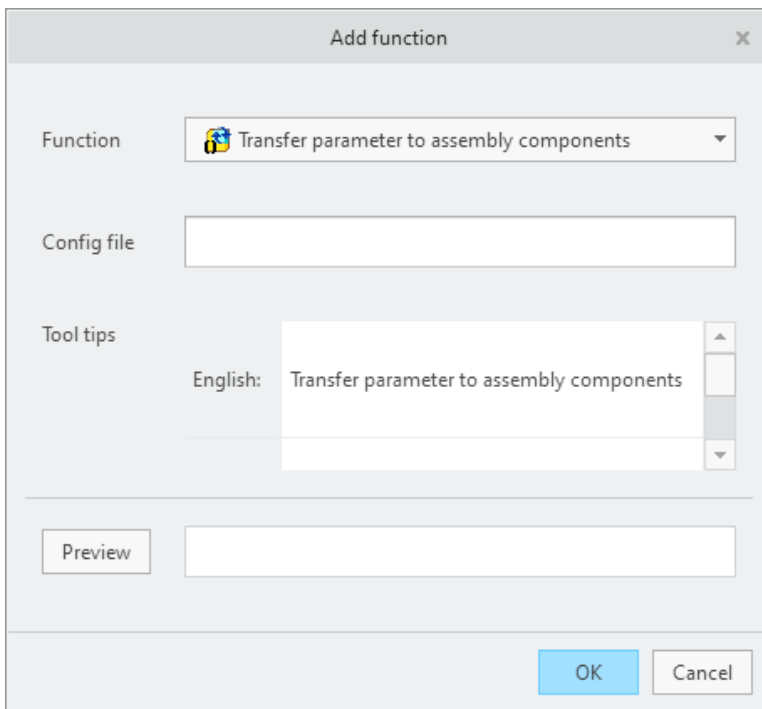 Add function
Function Transfer parameter to assembly components
Config file
Tool tips
English: Transfer parameter to assembly components
Preview
OK Cancel